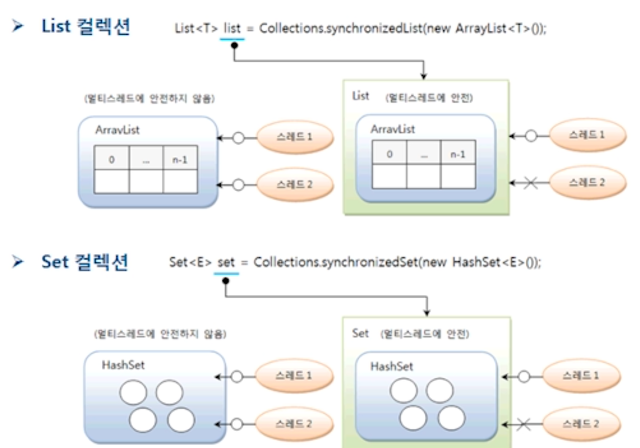 ➤ List 컬렉션 List<T> list = Collections.synchronizedList(new ArrayList<T>());
(멀티스레드에 안전하지 않음)
List (멀티스레드에 안전)
ArrayList
0 ... n-1
스레드 1
스레드 2
ArrayList
0 ... n-1
스레드 1
스레드 2
➤ Set 컬렉션 Set<E> set = Collections.synchronizedSet(new HashSet<E>());
(멀티스레드에 안전하지 않음)
Set (멀티스레드에 안전)
HashSet
스레드 1
스레드 2
HashSet
스레드 1
스레드 2